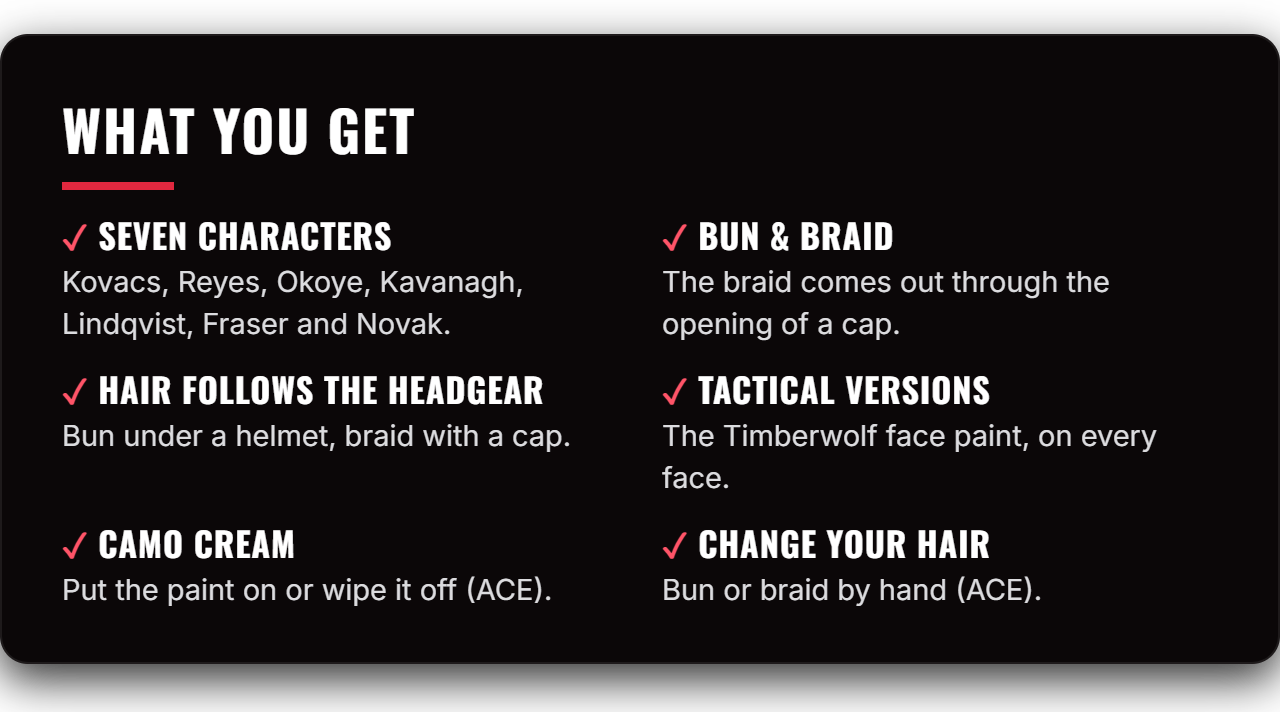 WHAT YOU GET
✓ SEVEN CHARACTERS
Kovacs, Reyes, Okoye, Kavanagh,
Lindqvist, Fraser and Novak.
✓ BUN & BRAID
The braid comes out through the
opening of a cap.
✓ HAIR FOLLOWS THE HEADGEAR
Bun under a helmet, braid with a cap.
✓ TACTICAL VERSIONS
The Timberwolf face paint, on every
face.
✓ CAMO CREAM
Put the paint on or wipe it off (ACE).
✓ CHANGE YOUR HAIR
Bun or braid by hand (ACE).